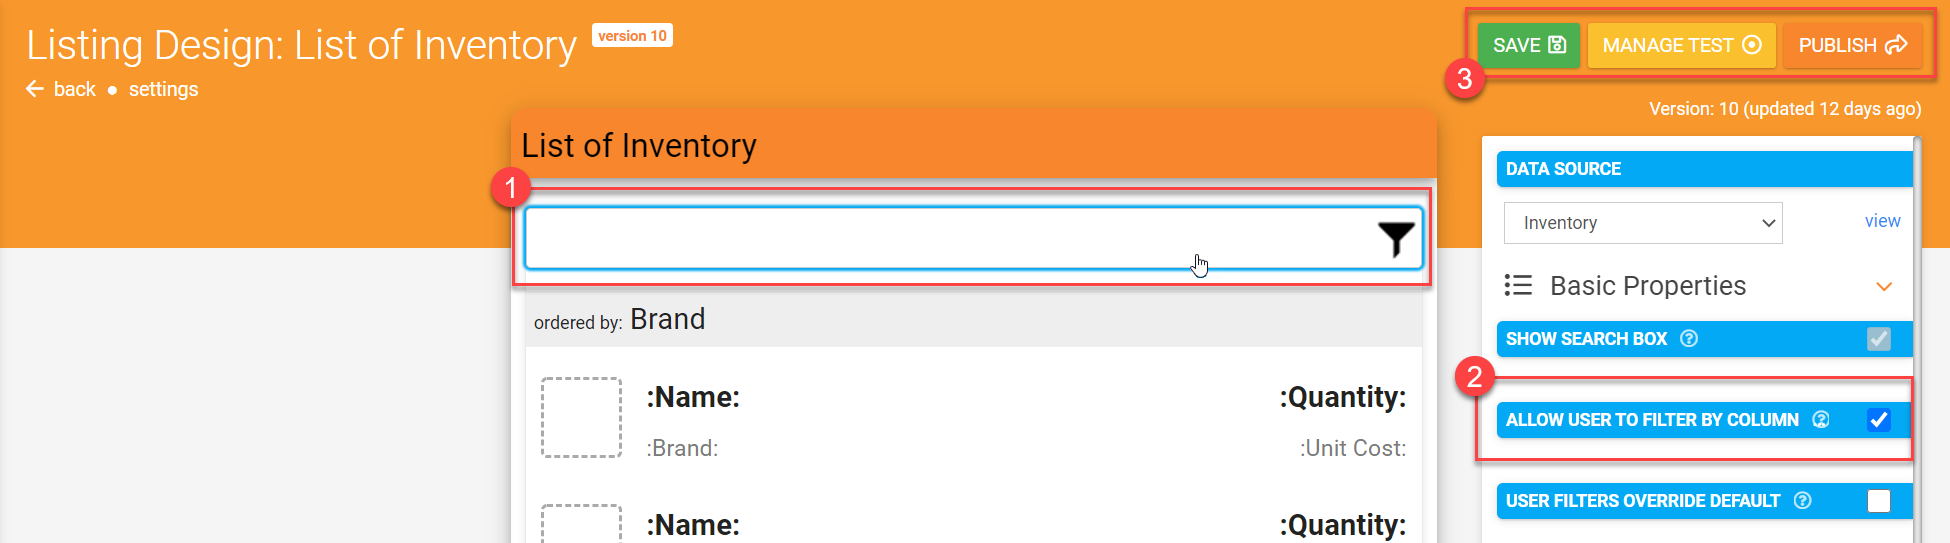 Listing Design: List of Inventory version 10
back • settings
SAVE MANAGE TEST PUBLISH
3
Version: 10 (updated 12 days ago)
List of Inventory
1
ordered by: Brand
:Name: :Quantity:
:Brand: :Unit Cost:
:Name: :Quantity:
DATA SOURCE
Inventory view
Basic Properties
SHOW SEARCH BOX ?
2
ALLOW USER TO FILTER BY COLUMN ?
USER FILTERS OVERRIDE DEFAULT ?